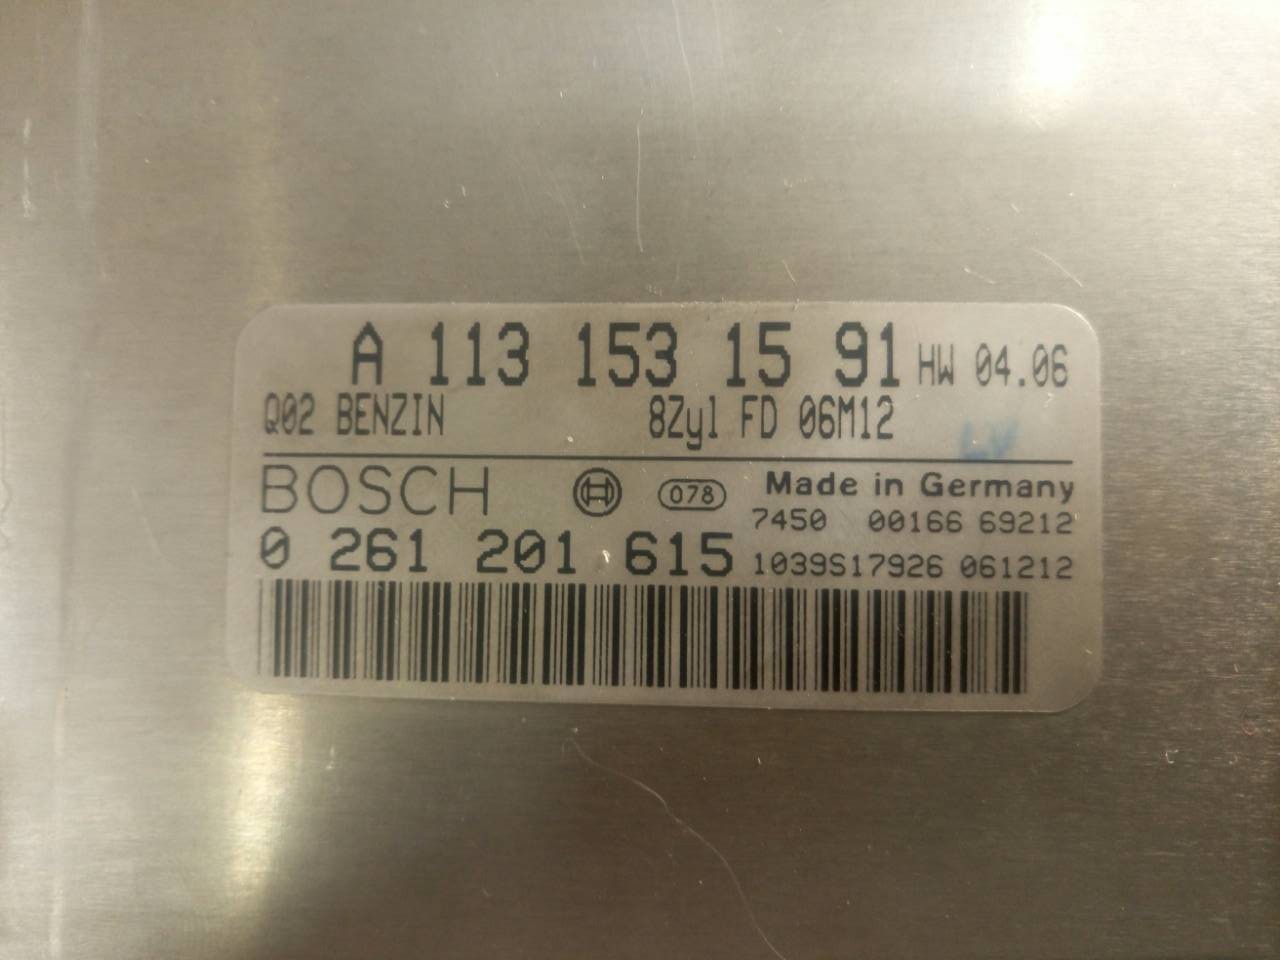 A 113 153 15 91 HW 04.06
Q02 BENZIN 8Zyl FD 06M12
BOSCH 078 Made in Germany
7450 00166 69212
0 261 201 615 1039S17926 061212